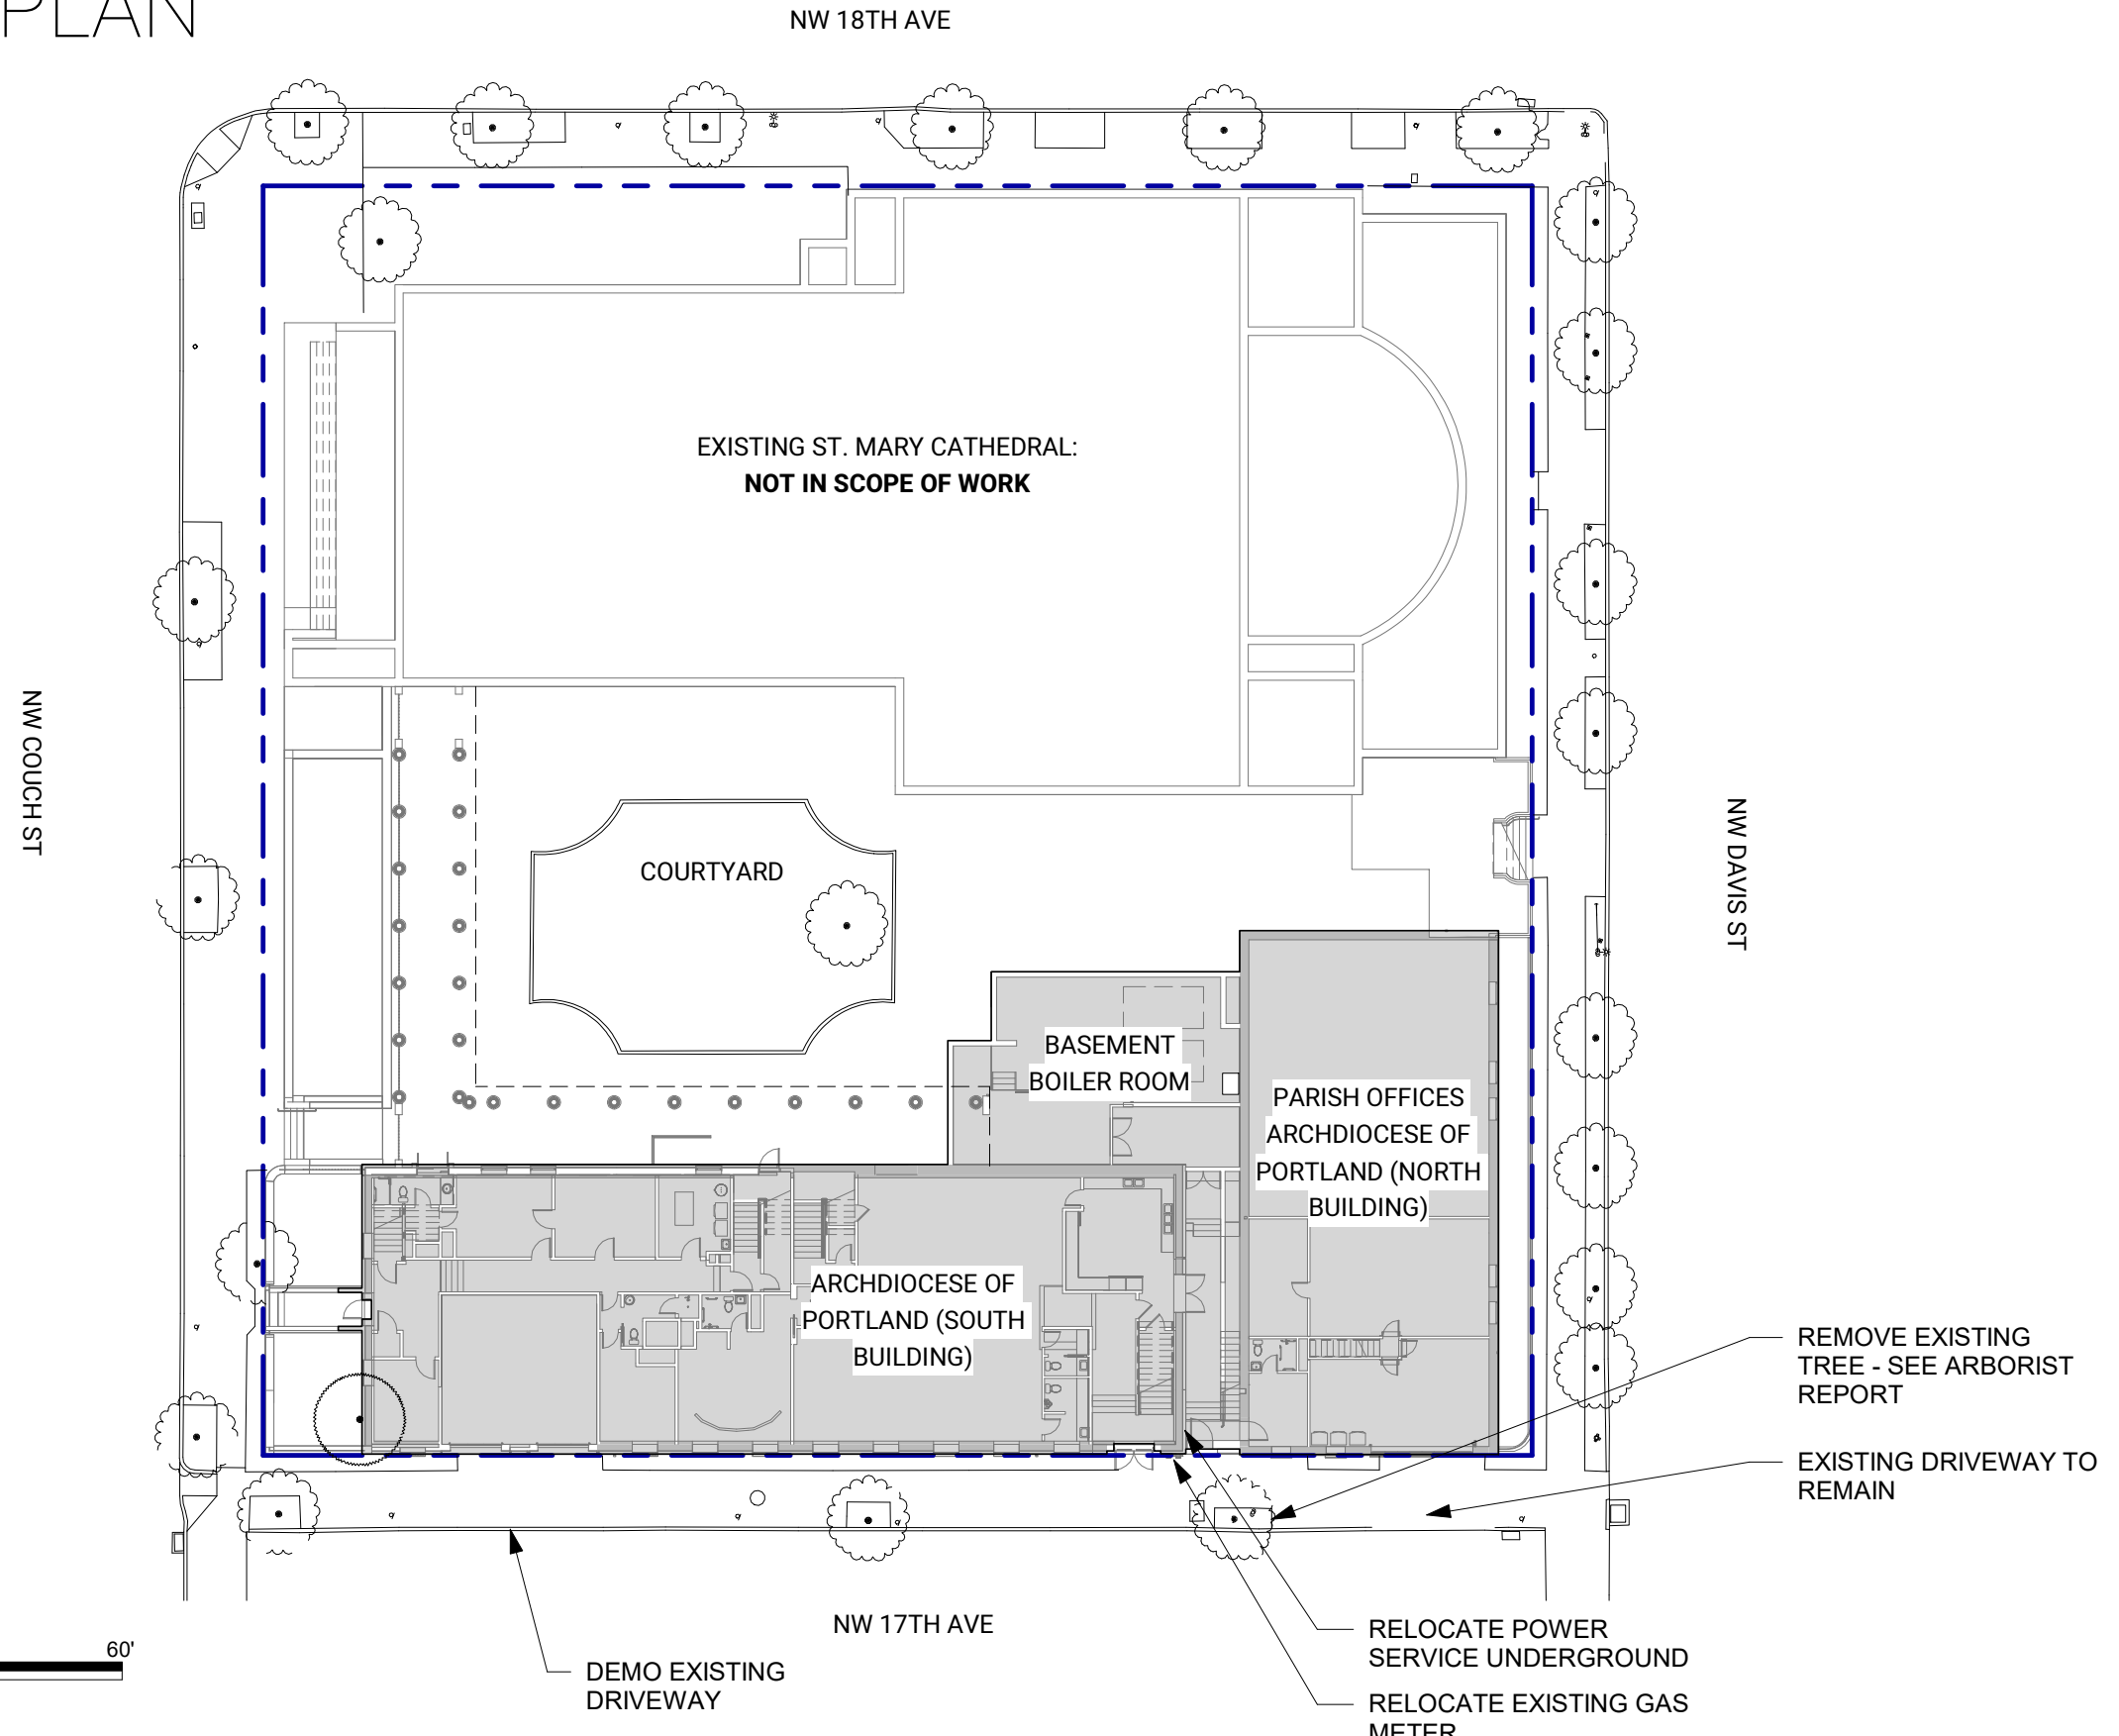 PLAN
NW 18TH AVE
EXISTING ST. MARY CATHEDRAL:
NOT IN SCOPE OF WORK
NW COUCH ST
COURTYARD
NW DAVIS ST
BASEMENT
BOILER ROOM
PARISH OFFICES
ARCHDIOCESE OF
PORTLAND (NORTH
BUILDING)
ARCHDIOCESE OF
PORTLAND (SOUTH
BUILDING)
REMOVE EXISTING
TREE - SEE ARBORIST
REPORT
EXISTING DRIVEWAY TO
REMAIN
NW 17TH AVE
60'
DEMO EXISTING
DRIVEWAY
RELOCATE POWER
SERVICE UNDERGROUND
RELOCATE EXISTING GAS
METER